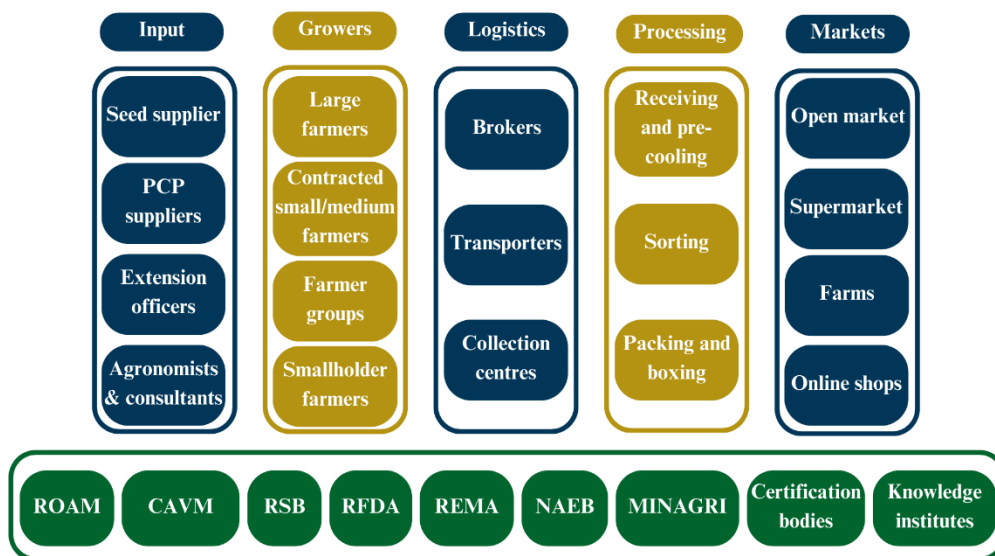 Input
Growers
Logistics
Processing
Markets
Seed supplier
PCP
suppliers
Extension
officers
Agronomists
& consultants
Large
farmers
Contracted
small/medium
farmers
Farmer
groups
Smallholder
farmers
Brokers
Transporters
Collection
centres
Receiving
and pre-
cooling
Sorting
Packing and
boxing
Open market
Supermarket
Farms
Online shops
ROAM
CAVM
RSB
RFDA
REMA
NAEB
MINAGRI
Certification
bodies
Knowledge
institutes